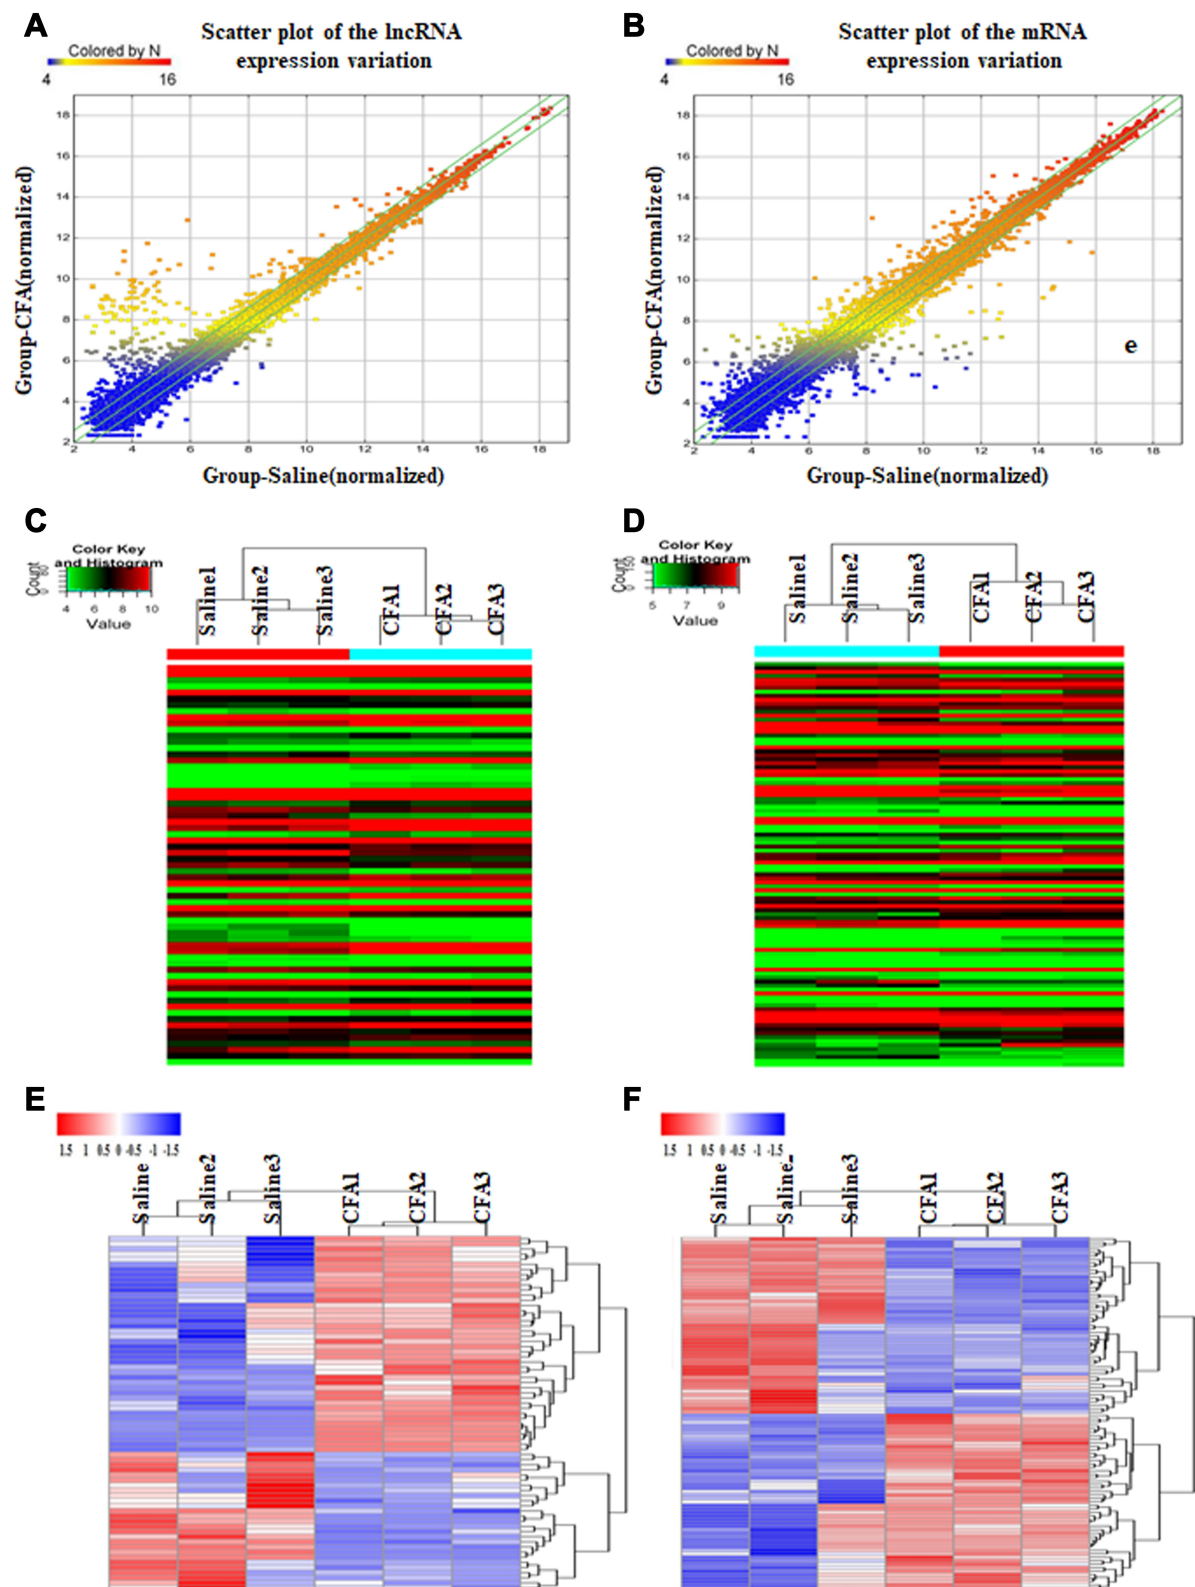 A
Scatter plot of the lncRNA
expression variation
Colored by N
4 16
18
16
14
12
10
8
6
4
2
2 4 6 8 10 12 14 16 18
Group-CFA(normalized)
Group-Saline(normalized)
B
Scatter plot of the mRNA
expression variation
Colored by N
4 16
18
16
14
12
10
8
6
4
2
2 4 6 8 10 12 14 16 18
e
Group-CFA(normalized)
Group-Saline(normalized)
C
Color Key
and Histogram
Count
4 6 8 10
Value
Saline1 Saline2 Saline3 CFA1 CFA2 CFA3
D
Color Key
and Histogram
Count
5 7 9
Value
Saline1 Saline2 Saline3 CFA1 CFA2 CFA3
E
1.5 1 0.5 0 -0.5 -1 -1.5
Saline Saline2 Saline3 CFA1 CFA2 CFA3
F
1.5 1 0.5 0 -0.5 -1 -1.5
Saline Saline2 Saline3 CFA1 CFA2 CFA3